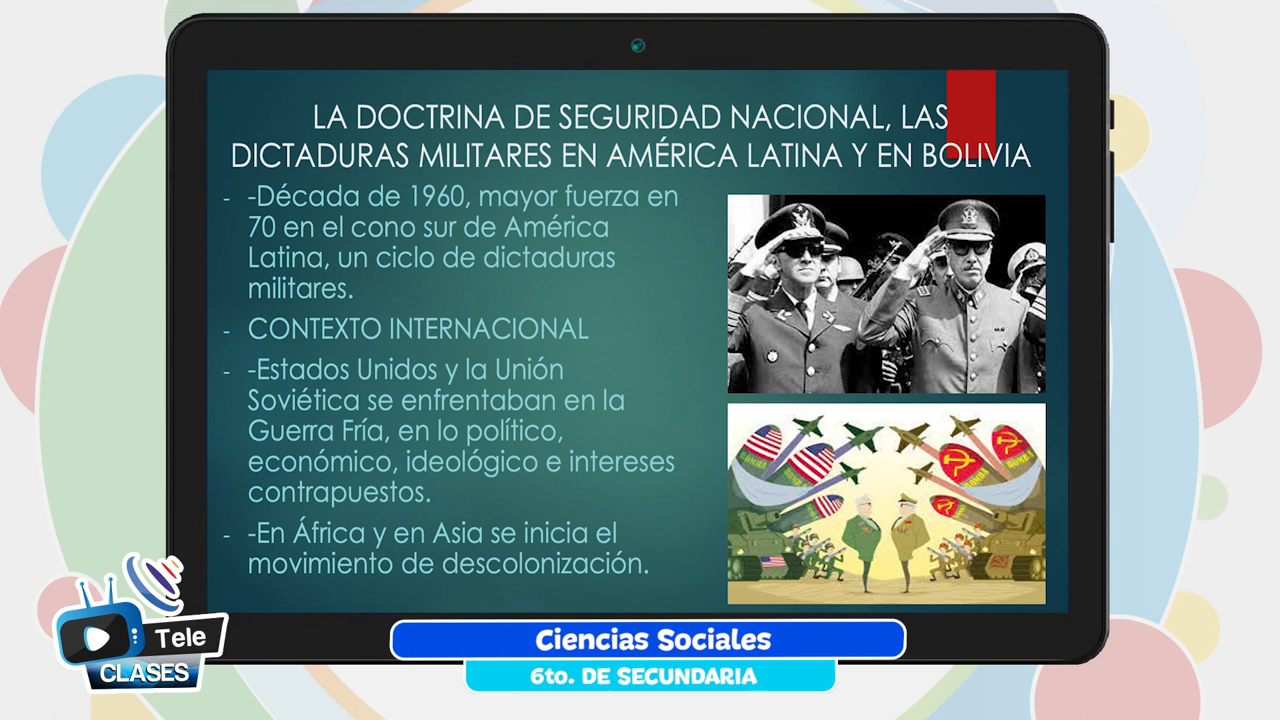 LA DOCTRINA DE SEGURIDAD NACIONAL, LAS
DICTADURAS MILITARES EN AMÉRICA LATINA Y EN BOLIVIA
- -Década de 1960, mayor fuerza en
70 en el cono sur de América
Latina, un ciclo de dictaduras
militares.
- CONTEXTO INTERNACIONAL
- -Estados Unidos y la Unión
Soviética se enfrentaban en la
Guerra Fría, en lo político,
económico, ideológico e intereses
contrapuestos.
- -En África y en Asia se inicia el
movimiento de descolonización.
Tele
CLASES
Ciencias Sociales
6to. DE SECUNDARIA